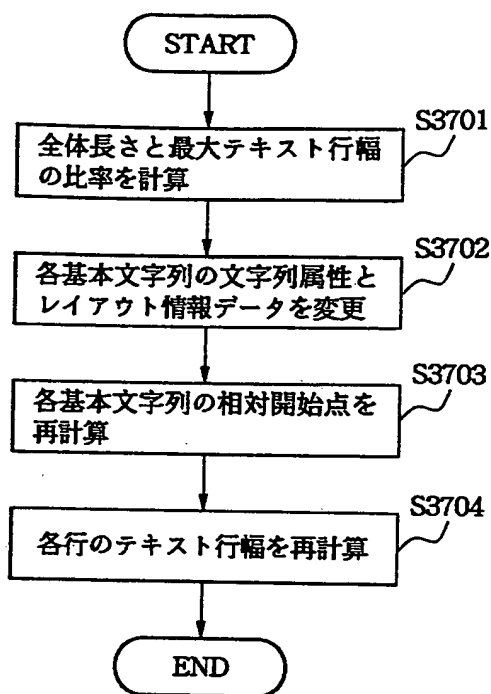 START
S3701
全体長さと最大テキスト行幅
の比率を計算
S3702
各基本文字列の文字列属性と
レイアウト情報データを変更
S3703
各基本文字列の相対開始点を
再計算
S3704
各行のテキスト行幅を再計算
END